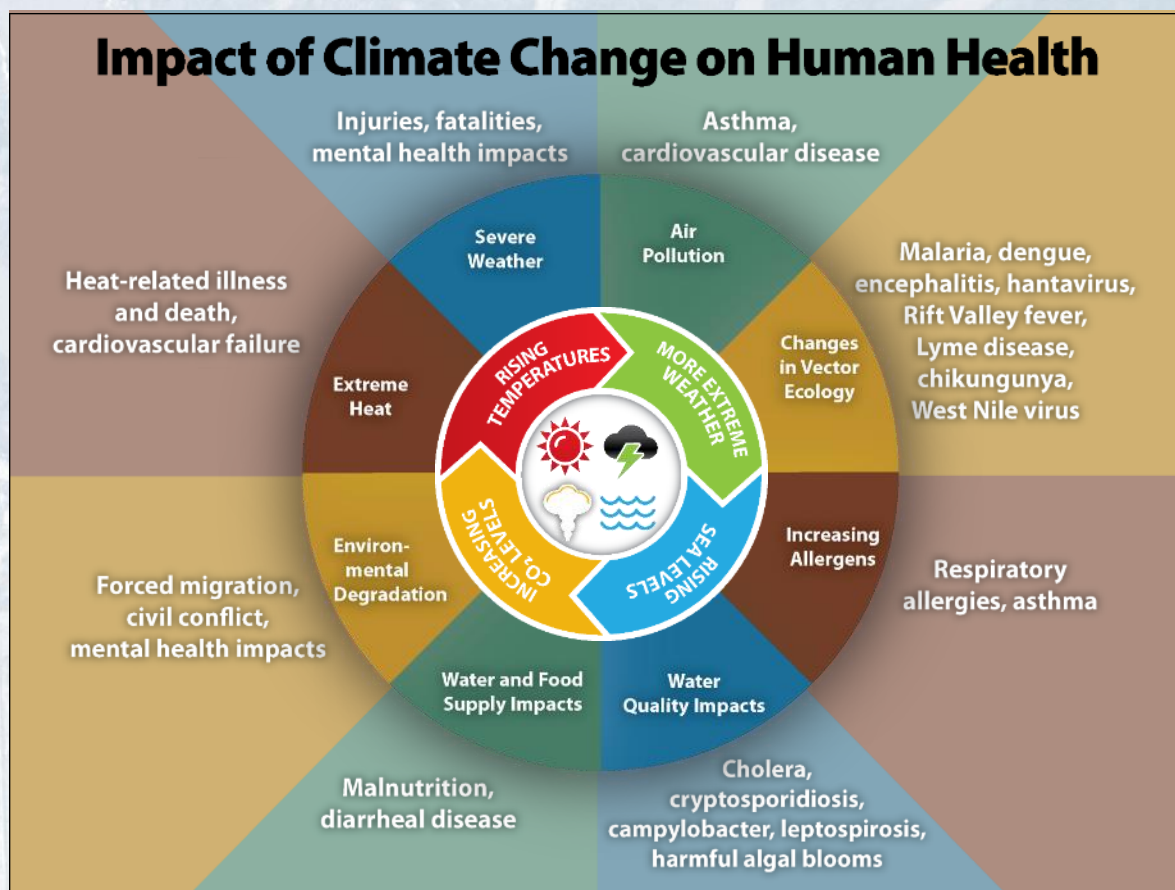 Impact of Climate Change on Human Health
Injuries, fatalities,
mental health impacts
Asthma,
cardiovascular disease
Severe
Weather
Air
Pollution
Heat-related illness
and death,
cardiovascular failure
Extreme
Heat
RISING
TEMPERATURES
MORE EXTREME
WEATHER
Changes
in Vector
Ecology
Malaria, dengue,
encephalitis, hantavirus,
Rift Valley fever,
Lyme disease,
chikungunya,
West Nile virus
Forced migration,
civil conflict,
mental health impacts
Environ-
mental
Degradation
INCREASING
CO₂ LEVELS
RISING
SEA LEVELS
Increasing
Allergens
Respiratory
allergies, asthma
Water and Food
Supply Impacts
Water
Quality Impacts
Malnutrition,
diarrheal disease
Cholera,
cryptosporidiosis,
campylobacter, leptospirosis,
harmful algal blooms